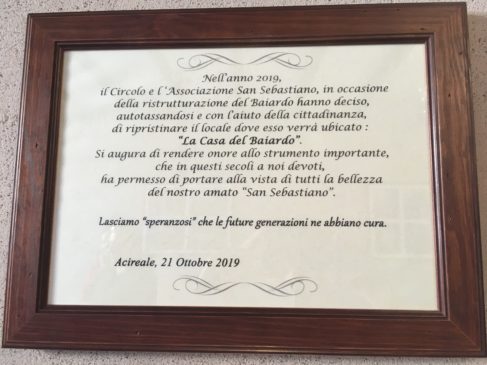 Nell'anno 2019,
il Circolo e l'Associazione San Sebastiano, in occasione
della ristrutturazione del Baiardo hanno deciso,
autotassandosi e con l'aiuto della cittadinanza,
di ripristinare il locale dove esso verrà ubicato :
"La Casa del Baiardo".
Si augura di rendere onore allo strumento importante,
che in questi secoli a noi devoti,
ha permesso di portare alla vista di tutti la bellezza
del nostro amato "San Sebastiano".
Lasciamo "speranzosi" che le future generazioni ne abbiano cura.
Acireale, 21 Ottobre 2019